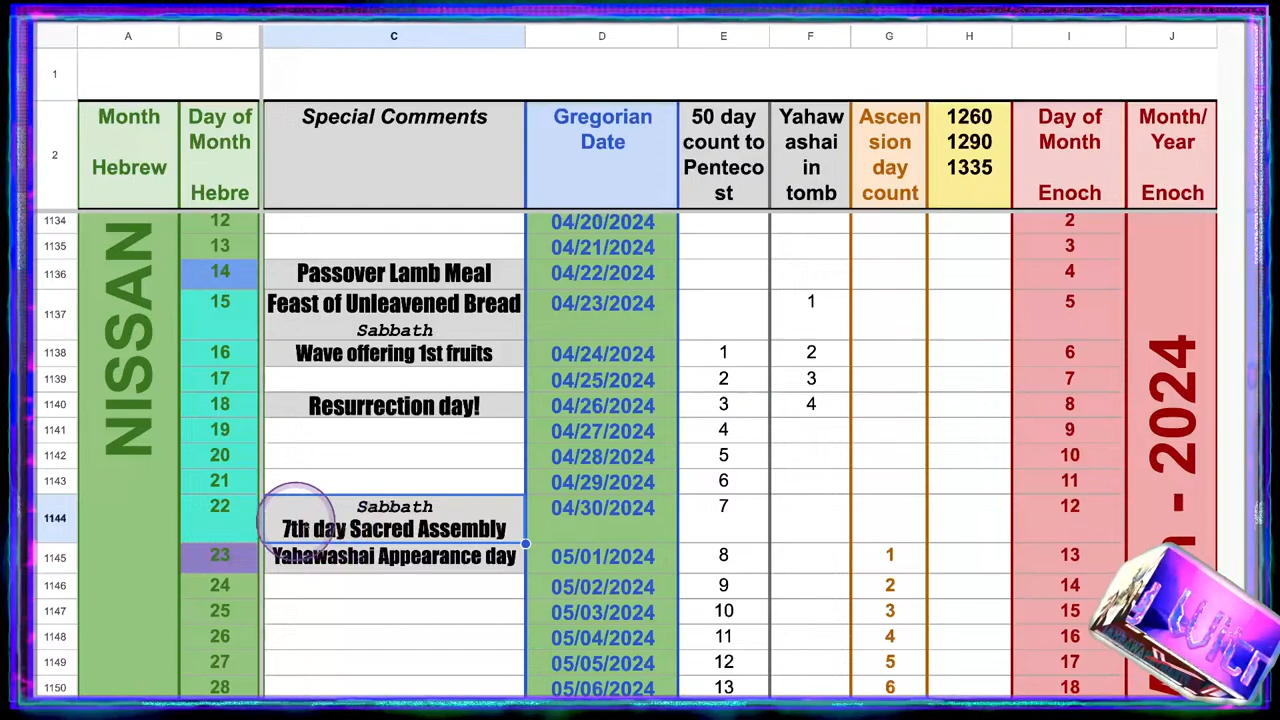 A B C D E F G H I J
1
Month Hebrew Day of Month Hebre Special Comments Gregorian Date 50 day count to Penteco st Yahaw ashai in tomb Ascen sion day count 1260 1290 1335 Day of Month Enoch Month/ Year Enoch
2
NISSAN
- 2024
1134 12 04/20/2024 2
1135 13 04/21/2024 3
1136 14 Passover Lamb Meal 04/22/2024 4
1137 15 Feast of Unleavened Bread 04/23/2024 1 5
Sabbath
1138 16 Wave offering 1st fruits 04/24/2024 1 2 6
1139 17 04/25/2024 2 3 7
1140 18 Resurrection day! 04/26/2024 3 4 8
1141 19 04/27/2024 4 9
1142 20 04/28/2024 5 10
1143 21 04/29/2024 6 11
1144 22 Sabbath 04/30/2024 7 12
7th day Sacred Assembly
1145 23 Yahawashai Appearance day 05/01/2024 8 1 13
1146 24 05/02/2024 9 2 14
1147 25 05/03/2024 10 3 15
1148 26 05/04/2024 11 4 16
1149 27 05/05/2024 12 5 17
1150 28 05/06/2024 13 6 18